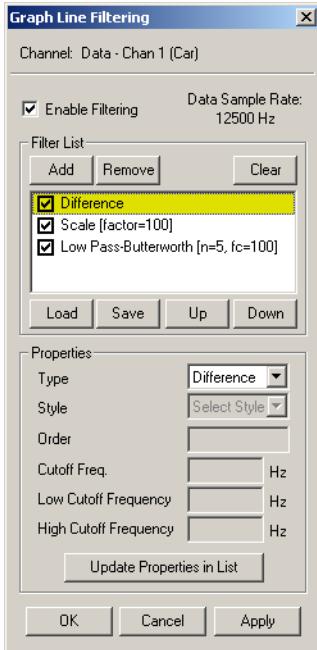 Graph Line Filtering
Channel: Data - Chan 1 (Car)
Enable Filtering
Data Sample Rate:
12500 Hz
Filter List
Add Remove Clear
Difference
Scale [factor=100]
Low Pass-Butterworth [n=5, fc=100]
Load Save Up Down
Properties
Type Difference
Style Select Style
Order
Cutoff Freq. Hz
Low Cutoff Frequency Hz
High Cutoff Frequency Hz
Update Properties in List
OK Cancel Apply